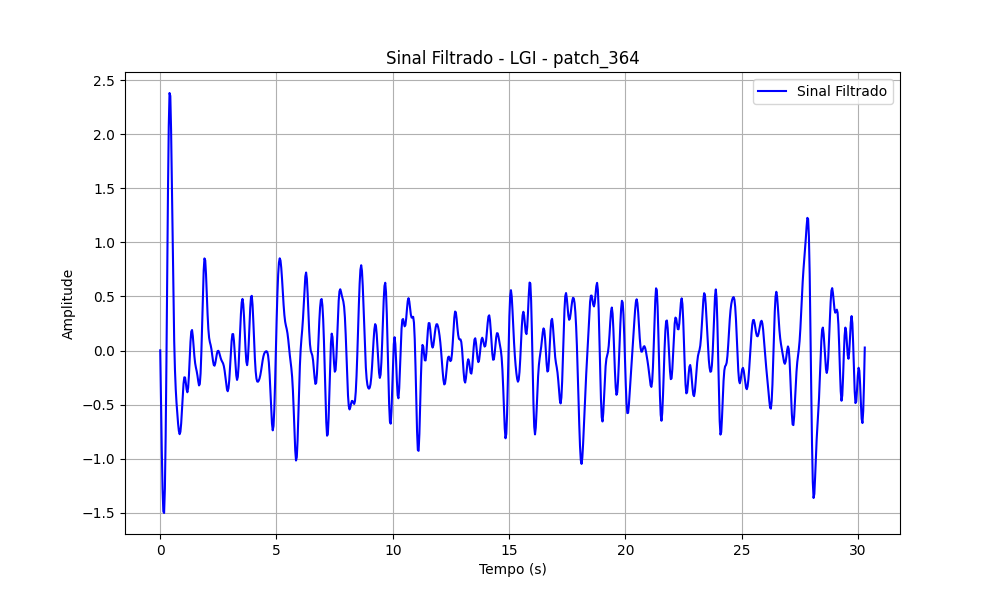 Sinal Filtrado - LGI - patch_364
Sinal Filtrado
2.5
2.0
1.5
1.0
0.5
0.0
−0.5
−1.0
−1.5
Amplitude
0 5 10 15 20 25 30
Tempo (s)